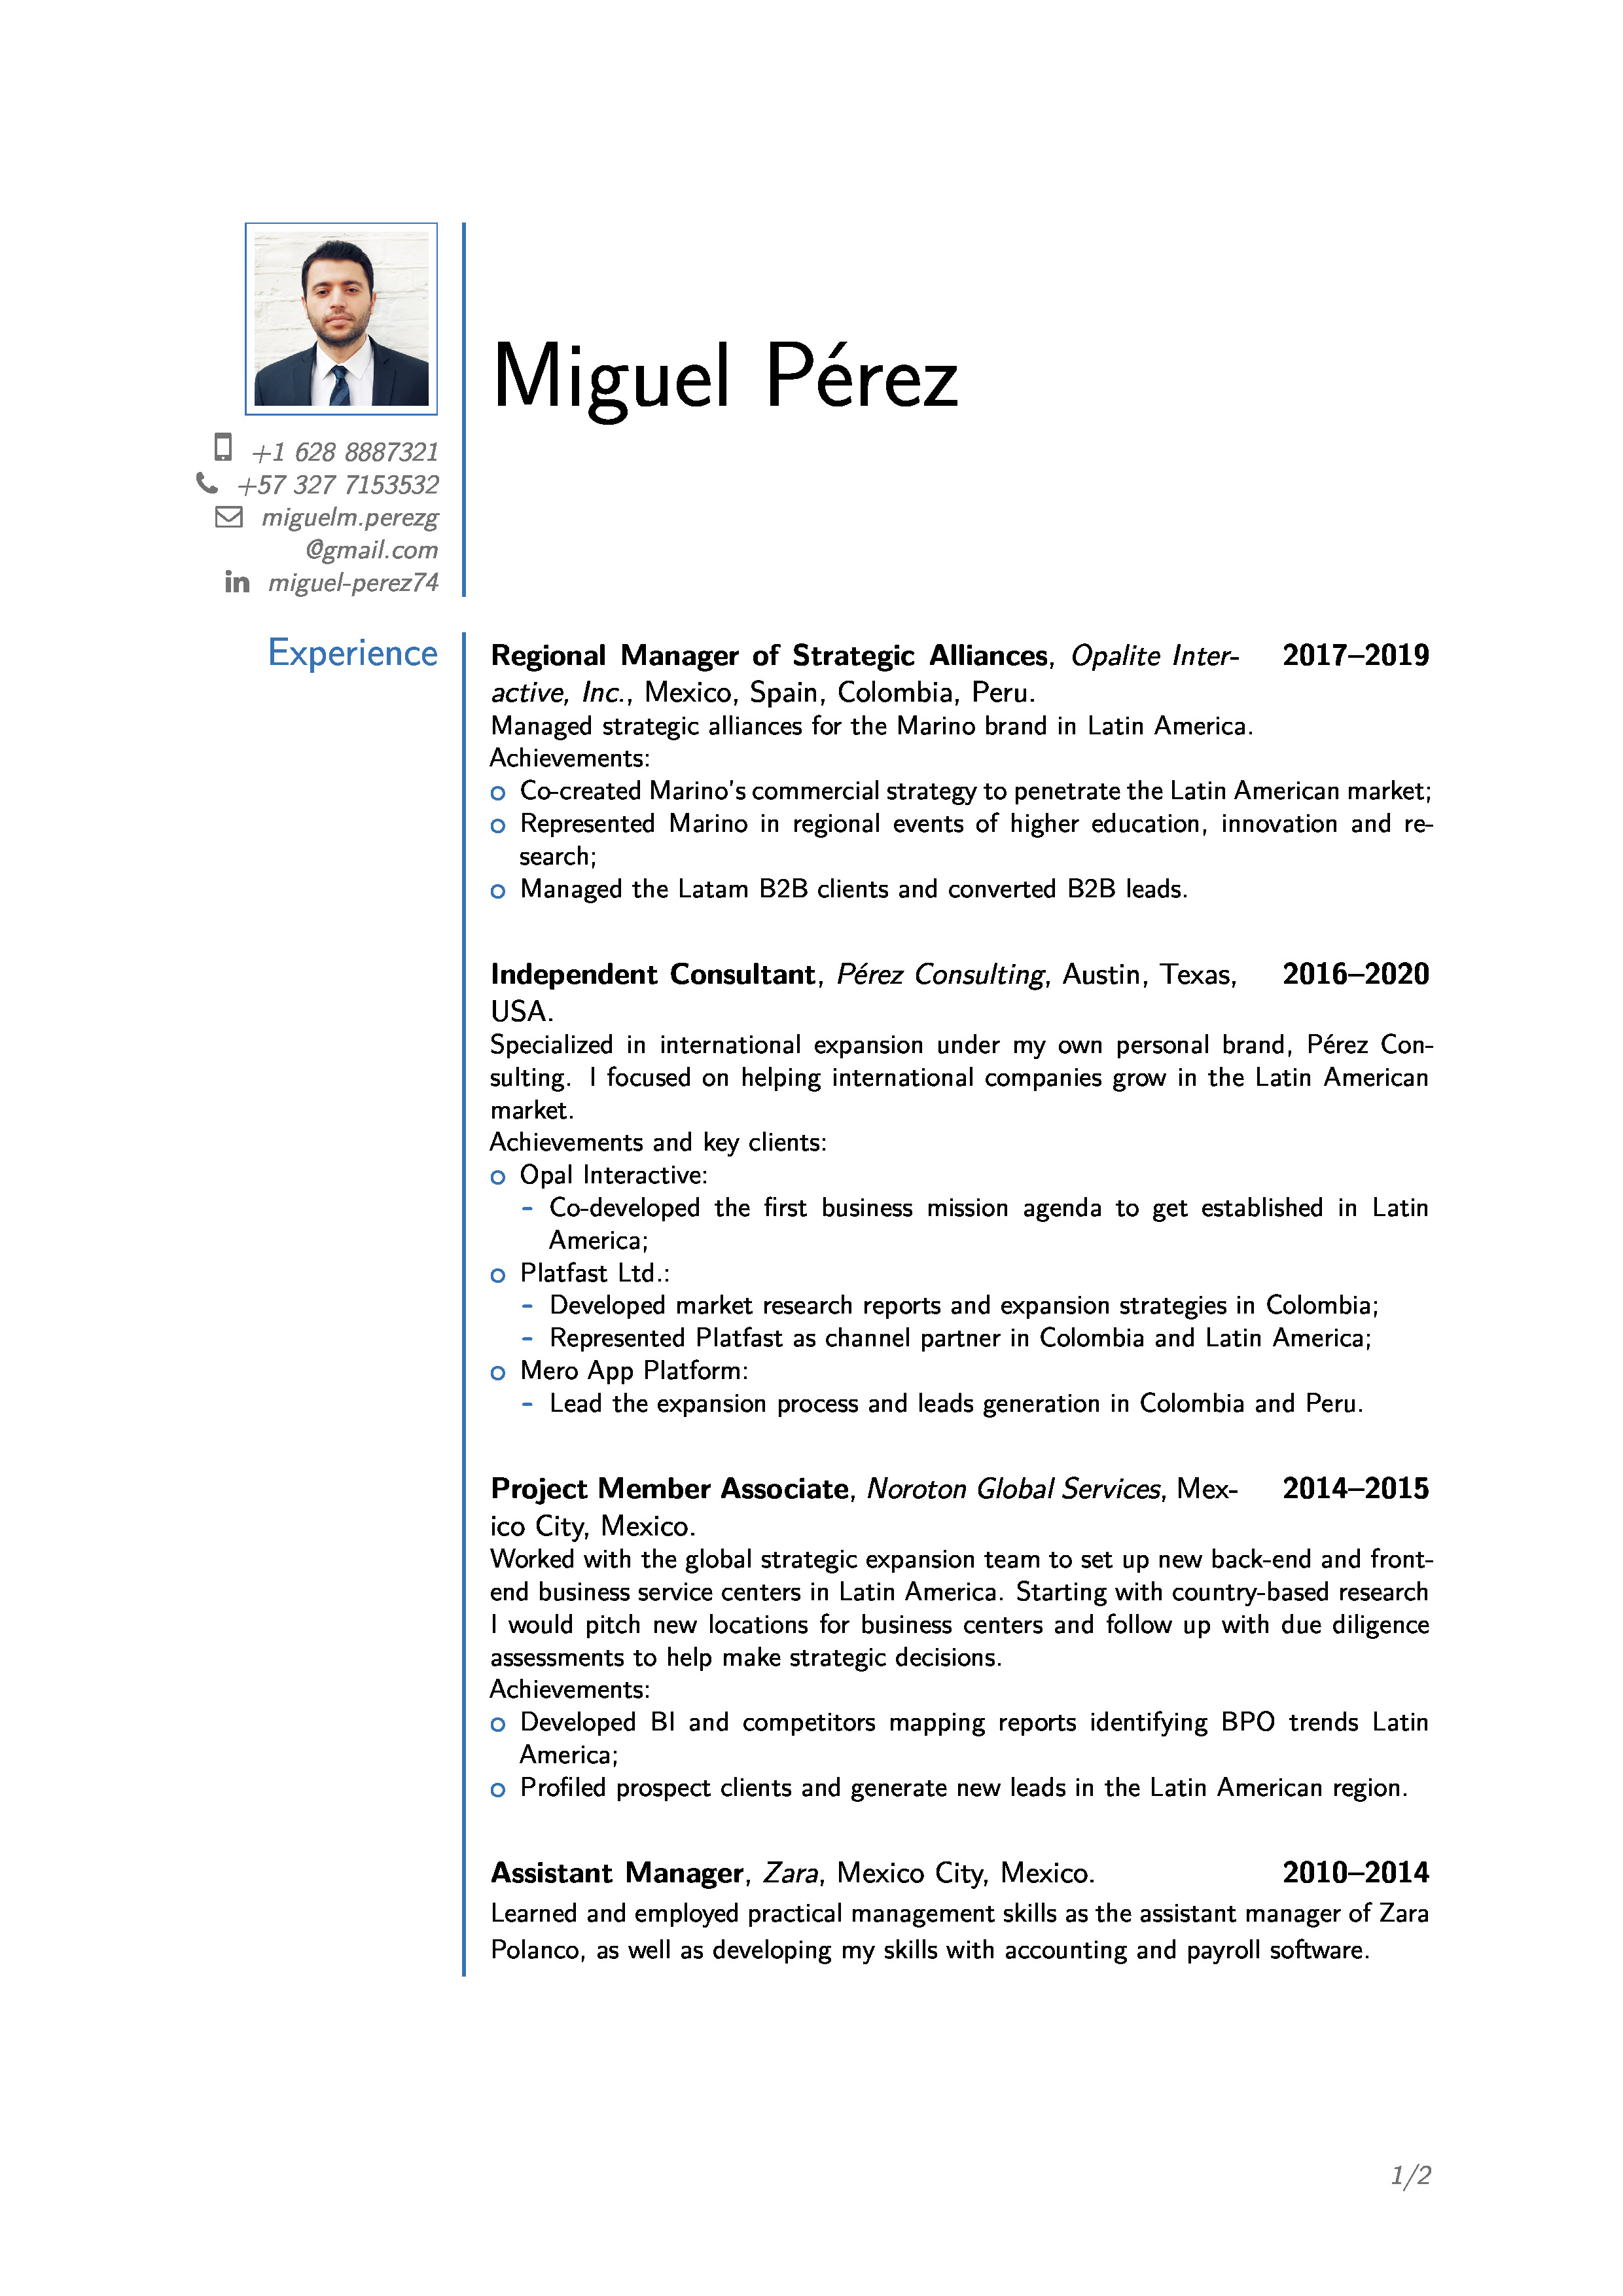 Miguel Pérez
+1 628 8887321
+57 327 7153532
miguelm.perezg
@gmail.com
in miguel-perez74
Experience
Regional Manager of Strategic Alliances, Opalite Inter- 2017–2019
active, Inc., Mexico, Spain, Colombia, Peru.
Managed strategic alliances for the Marino brand in Latin America.
Achievements:
Co-created Marino's commercial strategy to penetrate the Latin American market;
Represented Marino in regional events of higher education, innovation and re-
search;
Managed the Latam B2B clients and converted B2B leads.
Independent Consultant, Pérez Consulting, Austin, Texas, 2016–2020
USA.
Specialized in international expansion under my own personal brand, Pérez Con-
sulting. I focused on helping international companies grow in the Latin American
market.
Achievements and key clients:
Opal Interactive:
– Co-developed the first business mission agenda to get established in Latin
America;
Platfast Ltd.:
– Developed market research reports and expansion strategies in Colombia;
– Represented Platfast as channel partner in Colombia and Latin America;
Mero App Platform:
– Lead the expansion process and leads generation in Colombia and Peru.
Project Member Associate, Noroton Global Services, Mex- 2014–2015
ico City, Mexico.
Worked with the global strategic expansion team to set up new back-end and front-
end business service centers in Latin America. Starting with country-based research
I would pitch new locations for business centers and follow up with due diligence
assessments to help make strategic decisions.
Achievements:
Developed BI and competitors mapping reports identifying BPO trends Latin
America;
Profiled prospect clients and generate new leads in the Latin American region.
Assistant Manager, Zara, Mexico City, Mexico. 2010–2014
Learned and employed practical management skills as the assistant manager of Zara
Polanco, as well as developing my skills with accounting and payroll software.
1/2